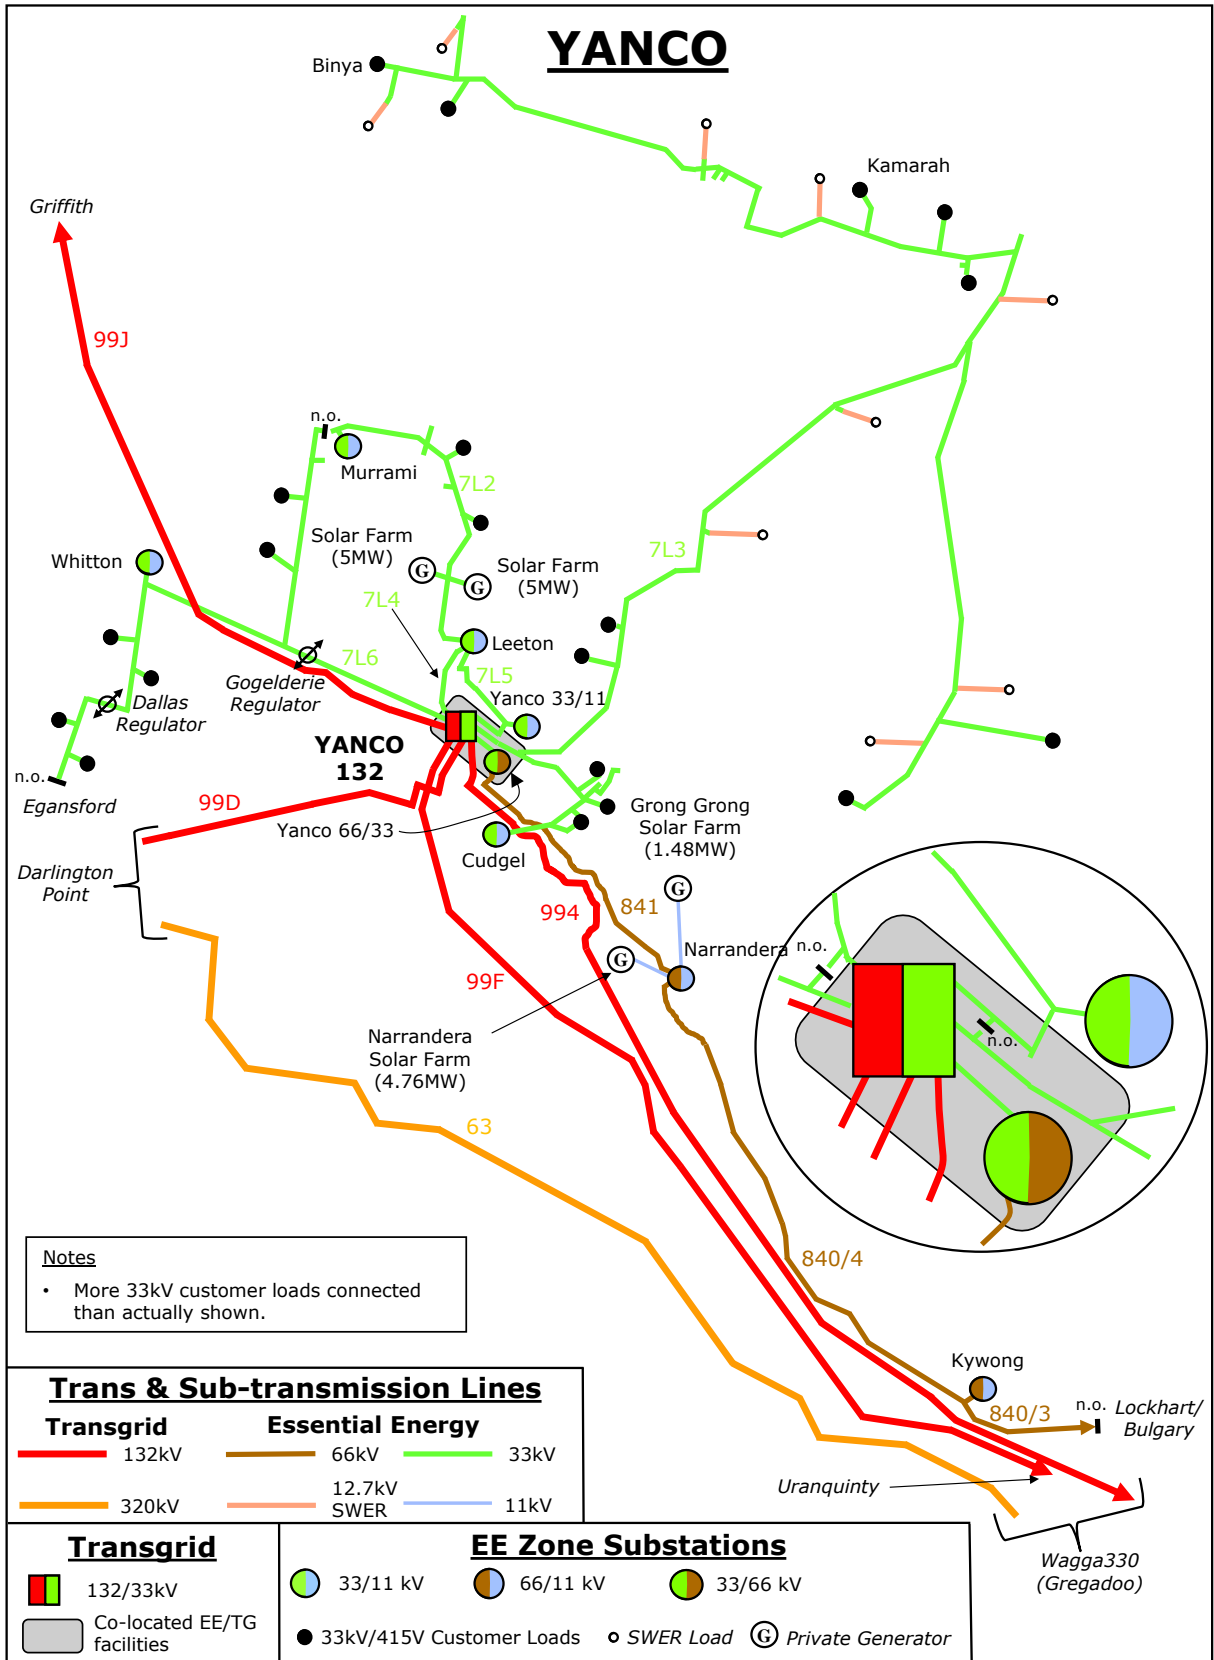 YANCO
Binya
Kamarah
Griffith
99J
n.o.
Murrami
7L2
Solar Farm
(5MW)
G
G
Solar Farm
(5MW)
7L3
Whitton
7L4
Leeton
7L6
7L5
Gogelderie
Regulator
Dallas
Regulator
Yanco 33/11
YANCO
132
n.o.
Egansford
99D
Yanco 66/33
Cudgel
Grong Grong
Solar Farm
(1.48MW)
Darlington
Point
994
841
G
G
Narrandera
99F
Narrandera
Solar Farm
(4.76MW)
n.o.
n.o.
63
840/4
Notes
• More 33kV customer loads connected
than actually shown.
Kywong
840/3
n.o.
Lockhart/
Bulgary
Uranquinty
Wagga330
(Gregadoo)
Trans & Sub-transmission Lines
Transgrid
Essential Energy
132kV
66kV
33kV
320kV
12.7kV
SWER
11kV
Transgrid
132/33kV
Co-located EE/TG
facilities
EE Zone Substations
33/11 kV
66/11 kV
33/66 kV
33kV/415V Customer Loads
SWER Load
G
Private Generator